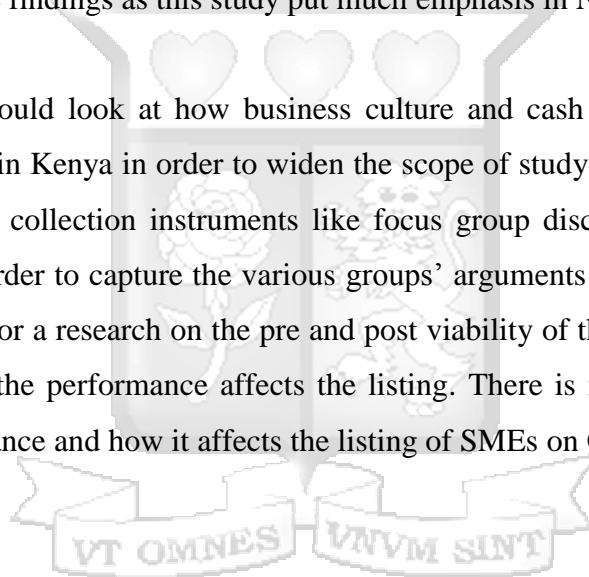 findings as this study put much emphasis in N
ould look at how business culture and cash
in Kenya in order to widen the scope of study
collection instruments like focus group disc
rder to capture the various groups’ arguments
or a research on the pre and post viability of th
the performance affects the listing. There is
ance and how it affects the listing of SMEs on
VT OMNES VNVM SINT